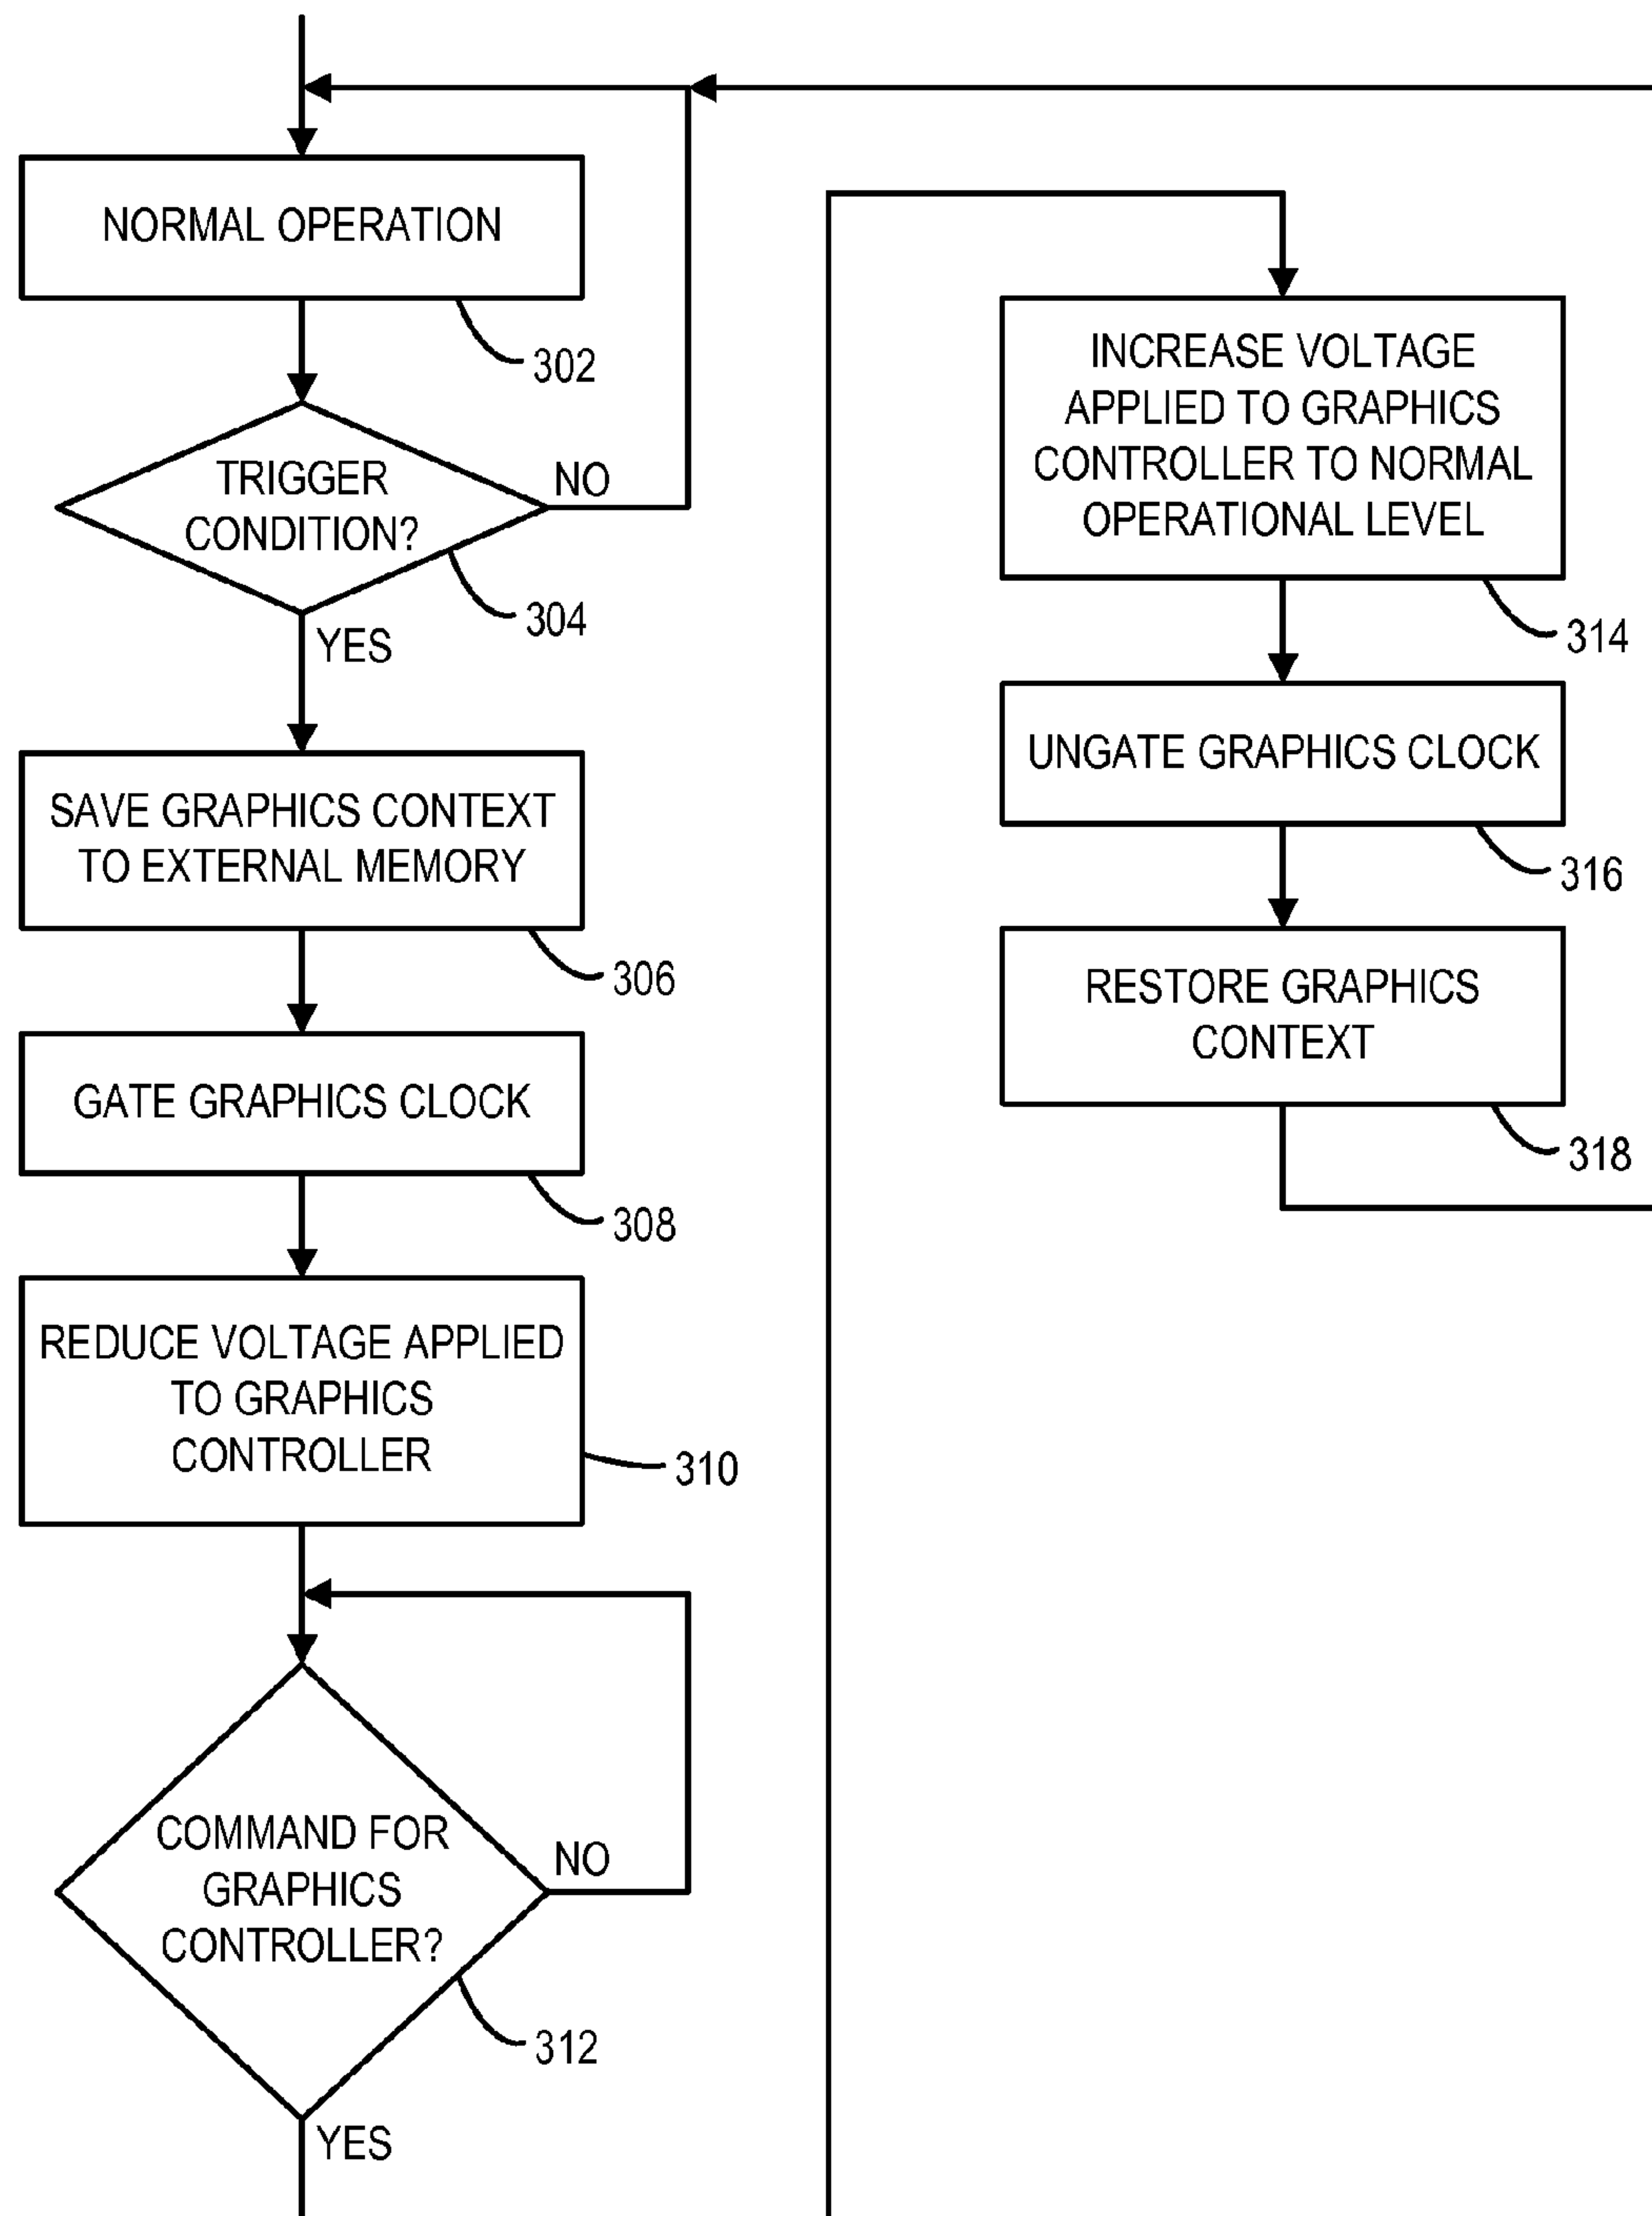 NORMAL OPERATION
302
TRIGGER
CONDITION?
NO
304
YES
SAVE GRAPHICS CONTEXT
TO EXTERNAL MEMORY
306
GATE GRAPHICS CLOCK
308
REDUCE VOLTAGE APPLIED
TO GRAPHICS
CONTROLLER
310
COMMAND FOR
GRAPHICS
CONTROLLER?
NO
312
YES
INCREASE VOLTAGE
APPLIED TO GRAPHICS
CONTROLLER TO NORMAL
OPERATIONAL LEVEL
314
UNGATE GRAPHICS CLOCK
316
RESTORE GRAPHICS
CONTEXT
318